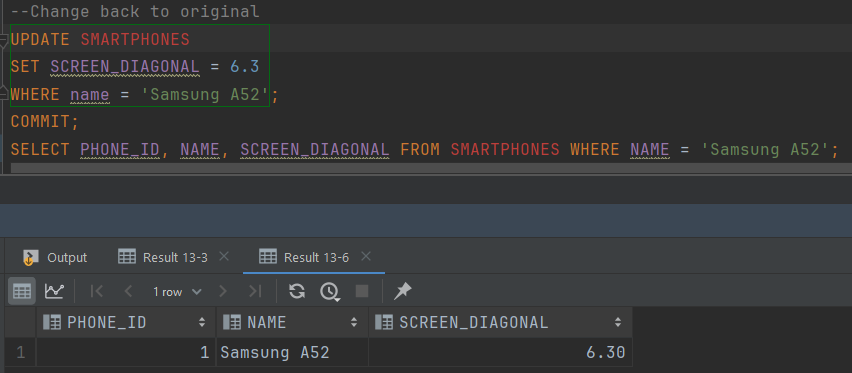 --Change back to original
UPDATE SMARTPHONES
SET SCREEN_DIAGONAL = 6.3
WHERE name = 'Samsung A52';
COMMIT;
SELECT PHONE_ID, NAME, SCREEN_DIAGONAL FROM SMARTPHONES WHERE NAME = 'Samsung A52';
Output Result 13-3 Result 13-6
1 row
PHONE_ID NAME SCREEN_DIAGONAL
1 1 Samsung A52 6.30